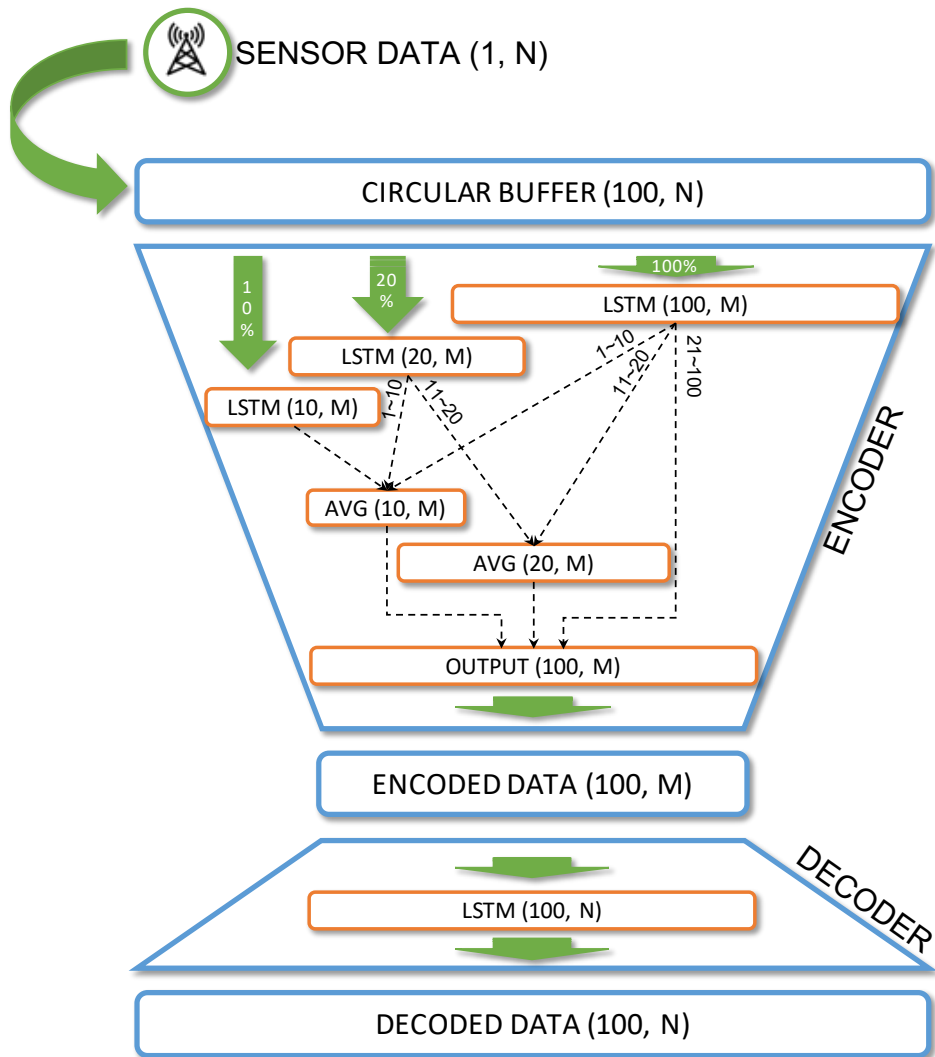 SENSOR DATA (1, N)
CIRCULAR BUFFER (100, N)
10%
20%
100%
LSTM (100, M)
LSTM (20, M)
LSTM (10, M)
1~10
11~20
1~10
11~20
21~100
AVG (10, M)
AVG (20, M)
OUTPUT (100, M)
ENCODER
ENCODED DATA (100, M)
DECODER
LSTM (100, N)
DECODED DATA (100, N)